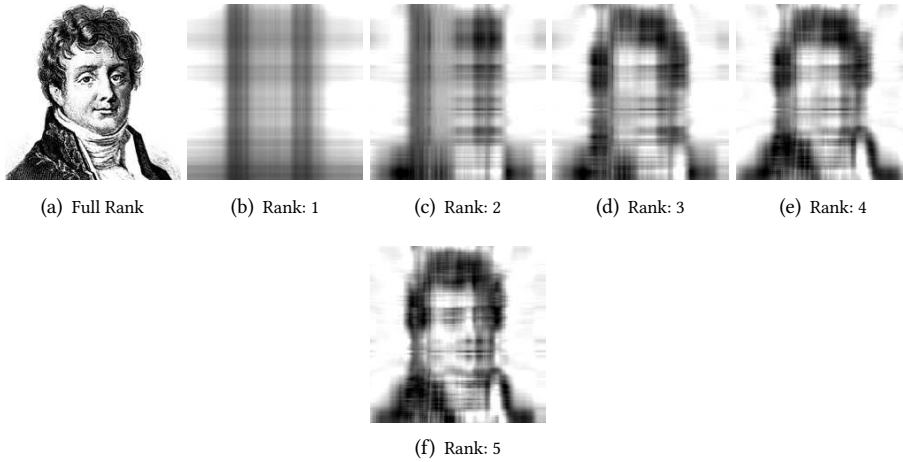 (a) Full Rank
(b) Rank: 1
(c) Rank: 2
(d) Rank: 3
(e) Rank: 4
(f) Rank: 5